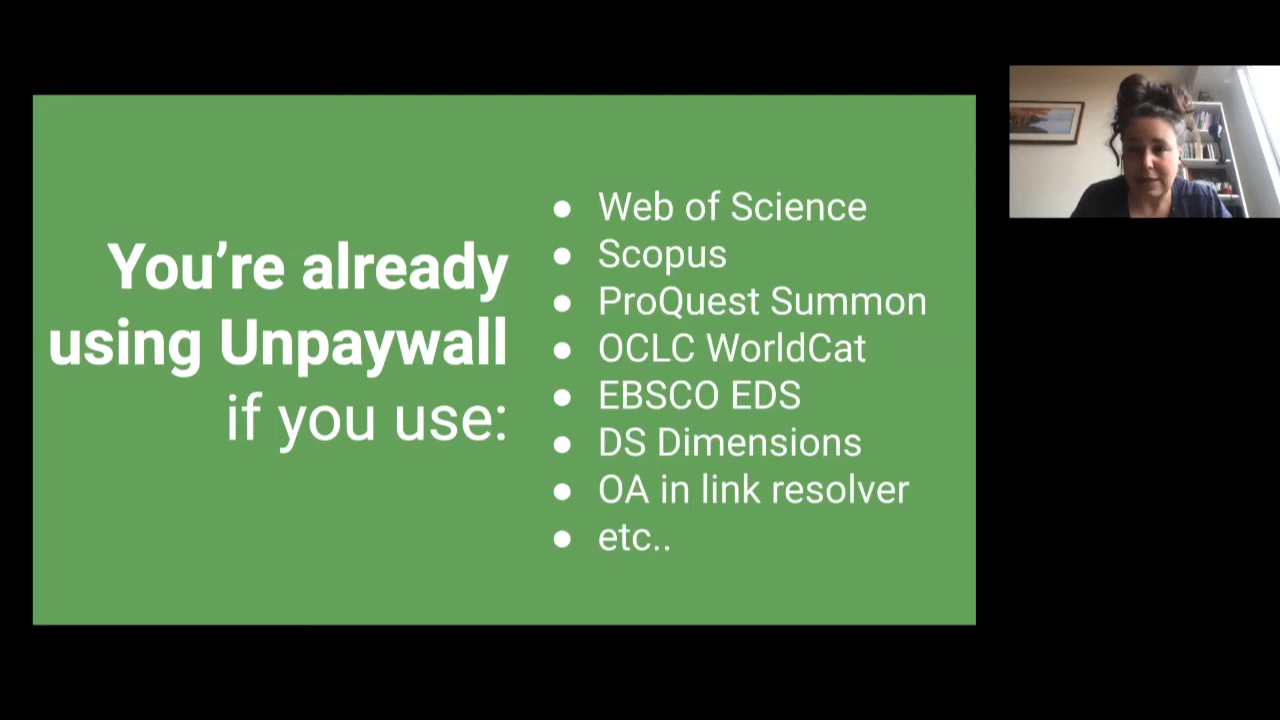 You’re already
using Unpaywall
if you use:
● Web of Science
● Scopus
● ProQuest Summon
● OCLC WorldCat
● EBSCO EDS
● DS Dimensions
● OA in link resolver
● etc..